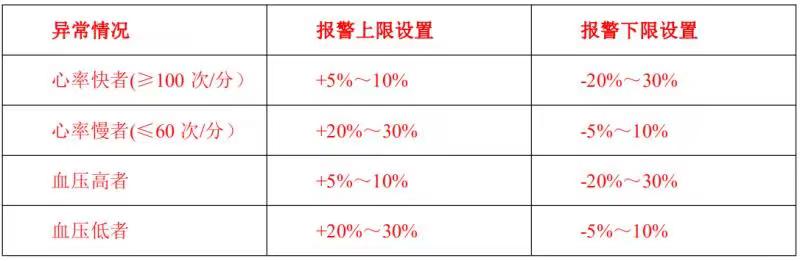 异常情况 报警上限设置 报警下限设置
心率快者(≥100 次/分） +5%～10% -20%～30%
心率慢者(≤60 次/分） +20%～30% -5%～10%
血压高者 +5%～10% -20%～30%
血压低者 +20%～30% -5%～10%